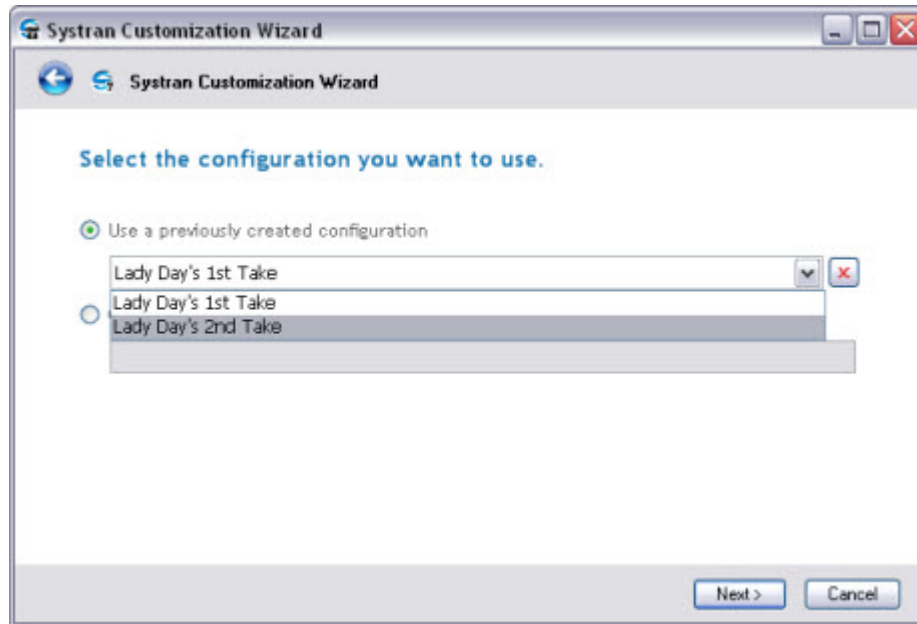 Systran Customization Wizard
Systran Customization Wizard
Select the configuration you want to use.
Use a previously created configuration
Lady Day's 1st Take
Lady Day's 1st Take
Lady Day's 2nd Take
Next >
Cancel